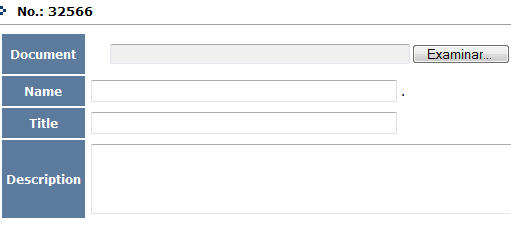 No.: 32566
Document Examinar...
Name .
Title
Description